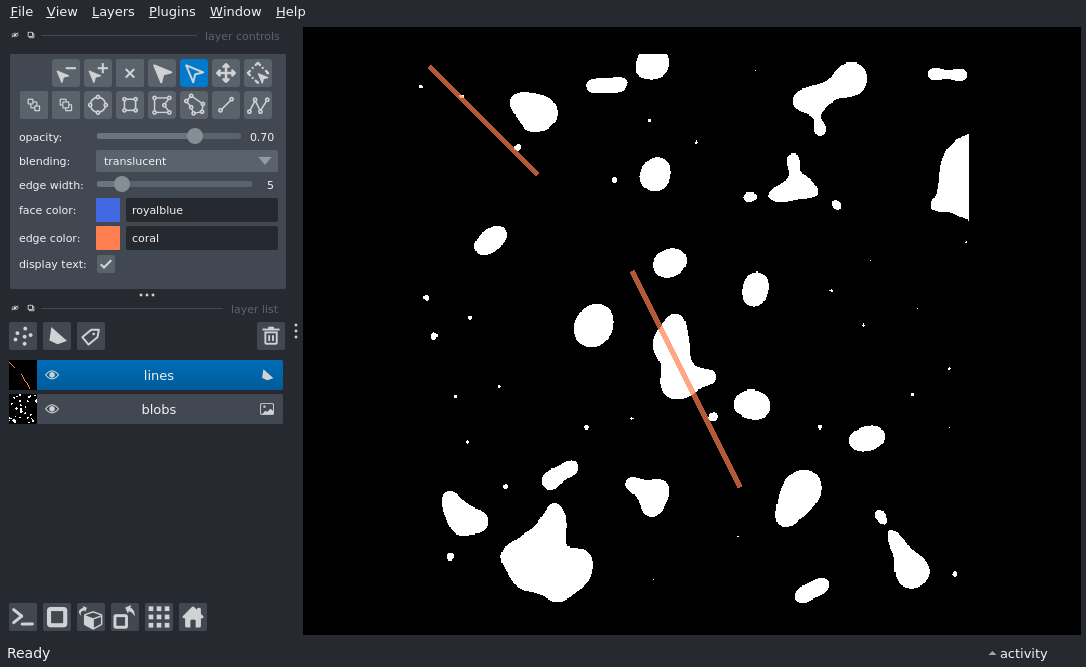 File View Layers Plugins Window Help
layer controls
opacity: 0.70
blending: translucent
edge width: 5
face color: royalblue
edge color: coral
display text:
layer list
lines
blobs
Ready activity